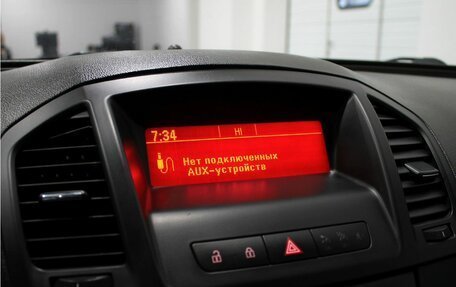 7:34 HI
Нет подключенных
AUX-устройств